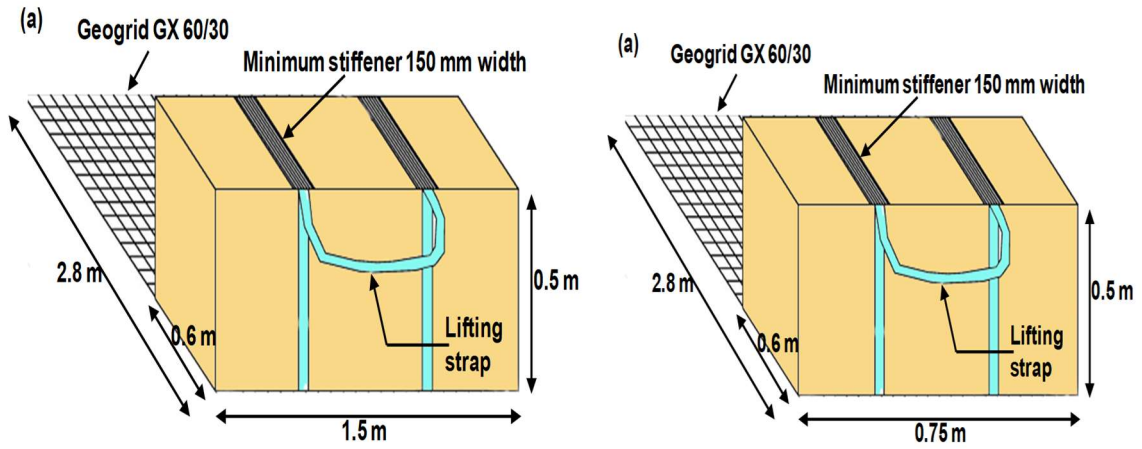 (a)
Geogrid GX 60/30
Minimum stiffener 150 mm width
2.8 m
0.6 m
Lifting
strap
0.5 m
1.5 m
(a)
Geogrid GX 60/30
Minimum stiffener 150 mm width
2.8 m
0.6 m
Lifting
strap
0.5 m
0.75 m